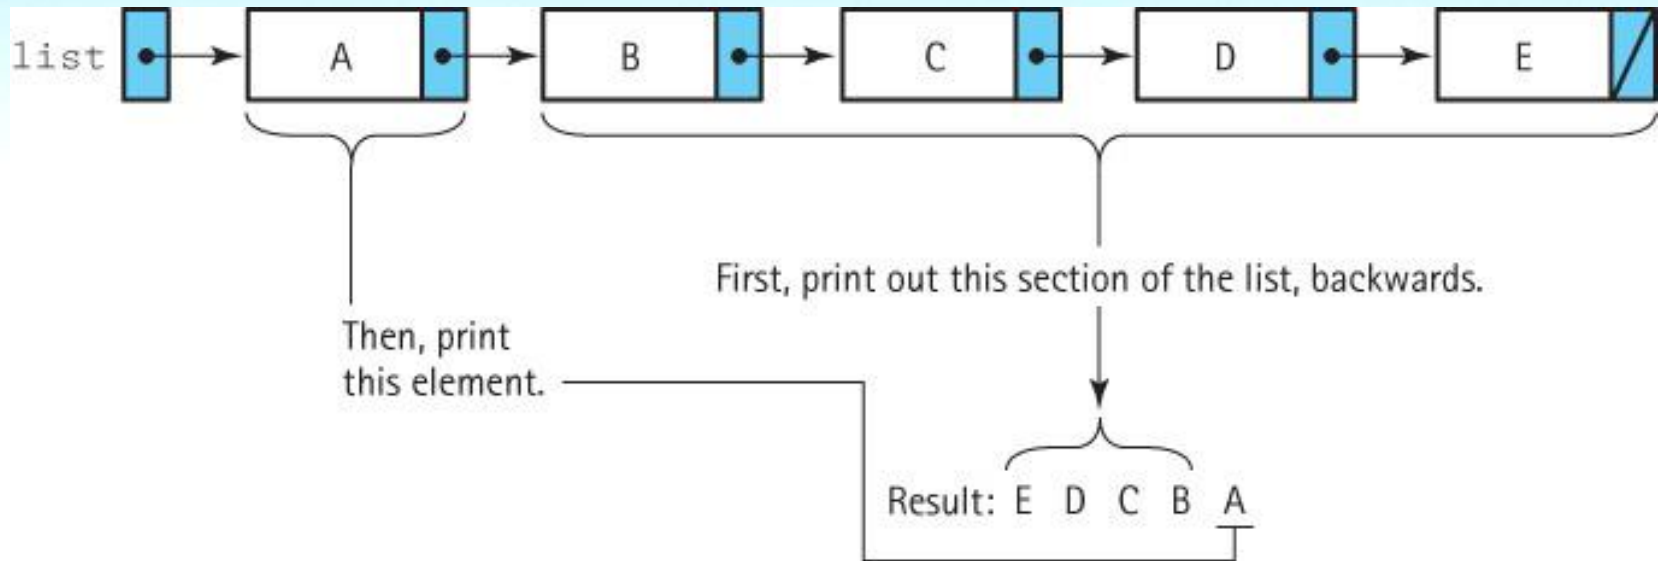 list A B C D E
First, print out this section of the list, backwards.
Then, print
this element.
Result: E D C B A